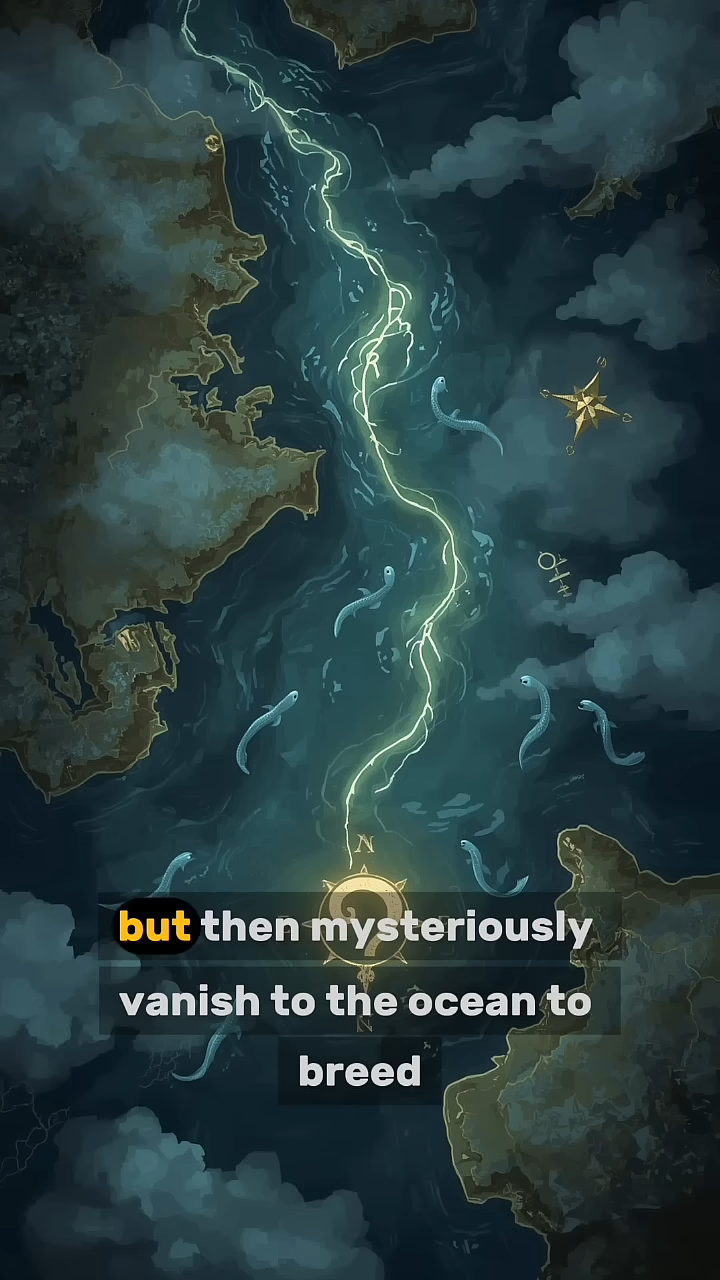 N
but then mysteriously
vanish to the ocean to
N
breed